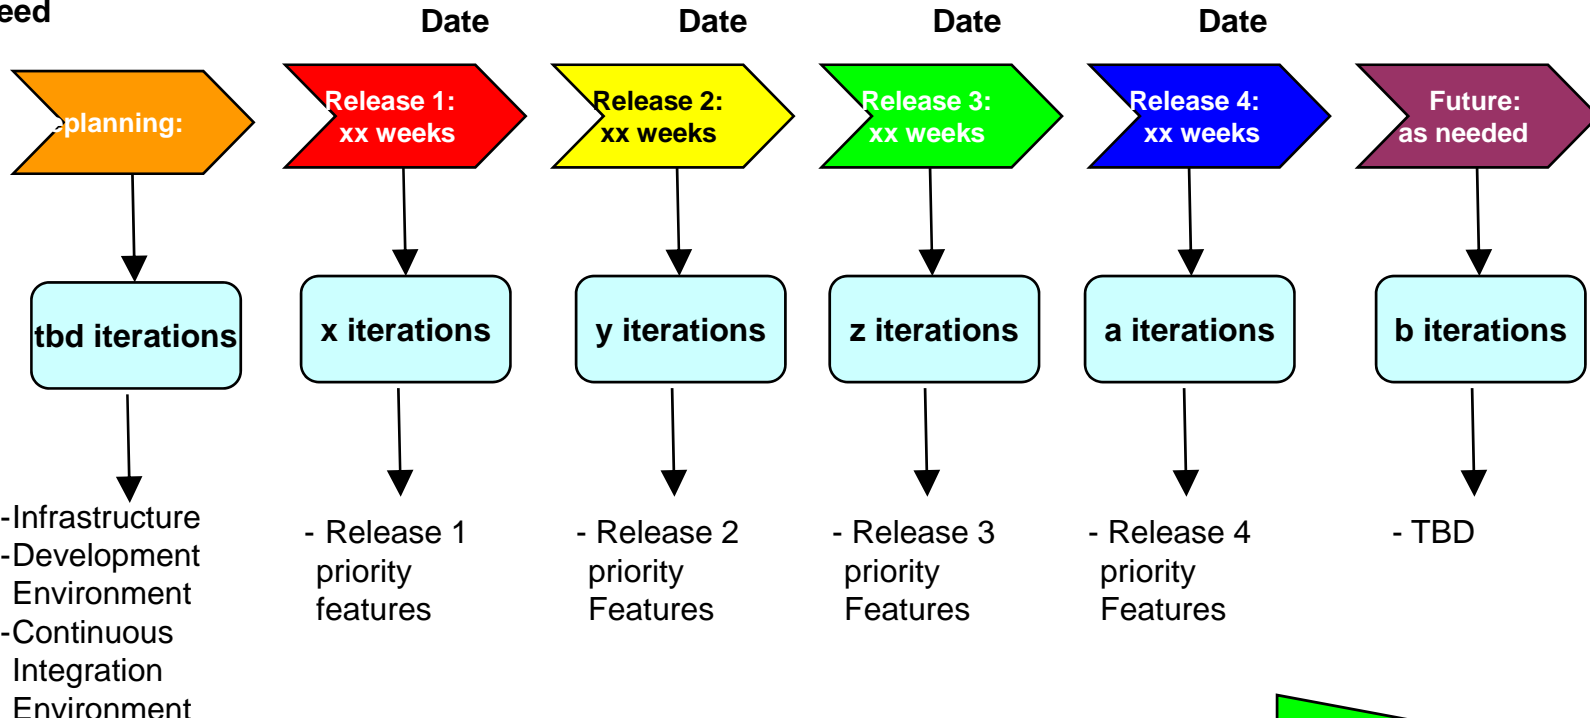 eed
Date
Date
Date
Date
eplanning:
Release 1:
xx weeks
Release 2:
xx weeks
Release 3:
xx weeks
Release 4:
xx weeks
Future:
as needed
tbd iterations
x iterations
y iterations
z iterations
a iterations
b iterations
-Infrastructure
-Development
Environment
-Continuous
Integration
Environment
- Release 1
priority
features
- Release 2
priority
Features
- Release 3
priority
Features
- Release 4
priority
Features
- TBD